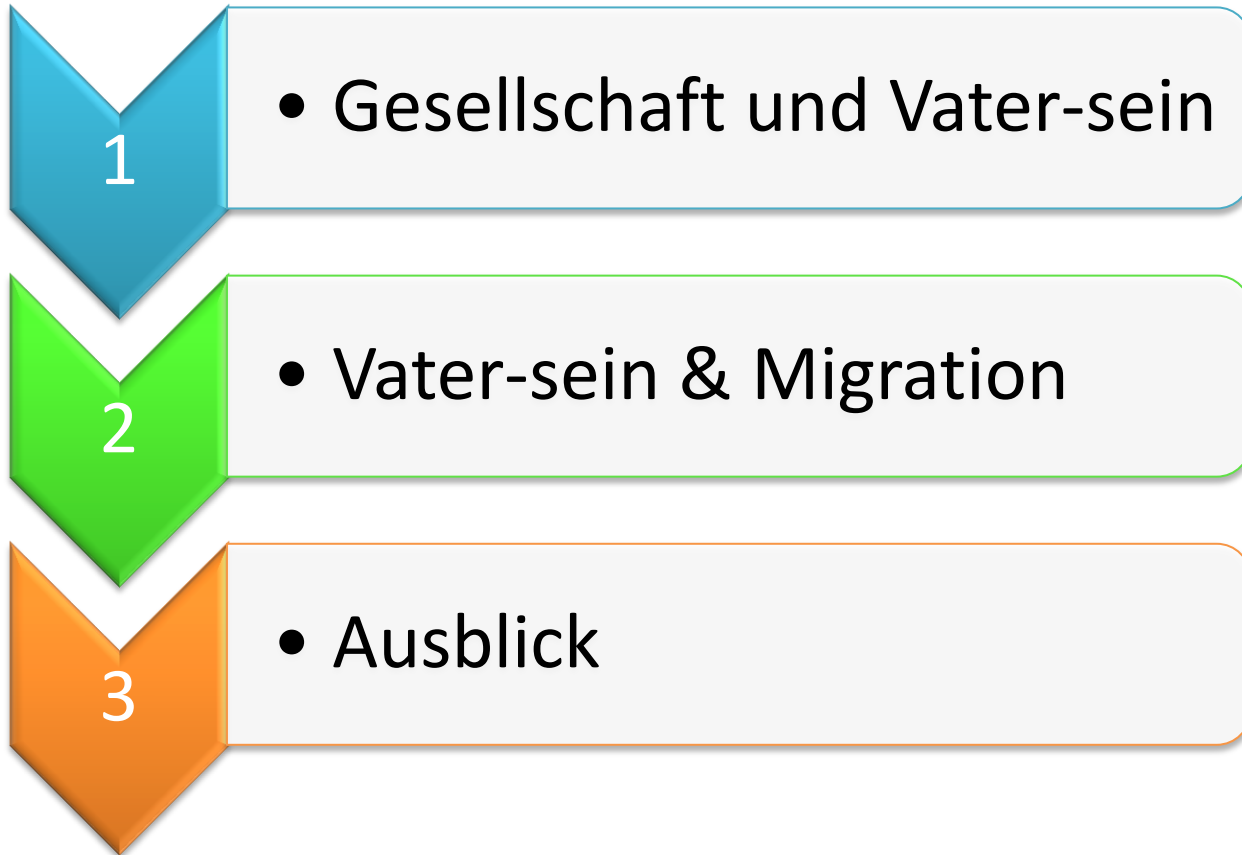 1
• Gesellschaft und Vater-sein
2
• Vater-sein & Migration
3
• Ausblick